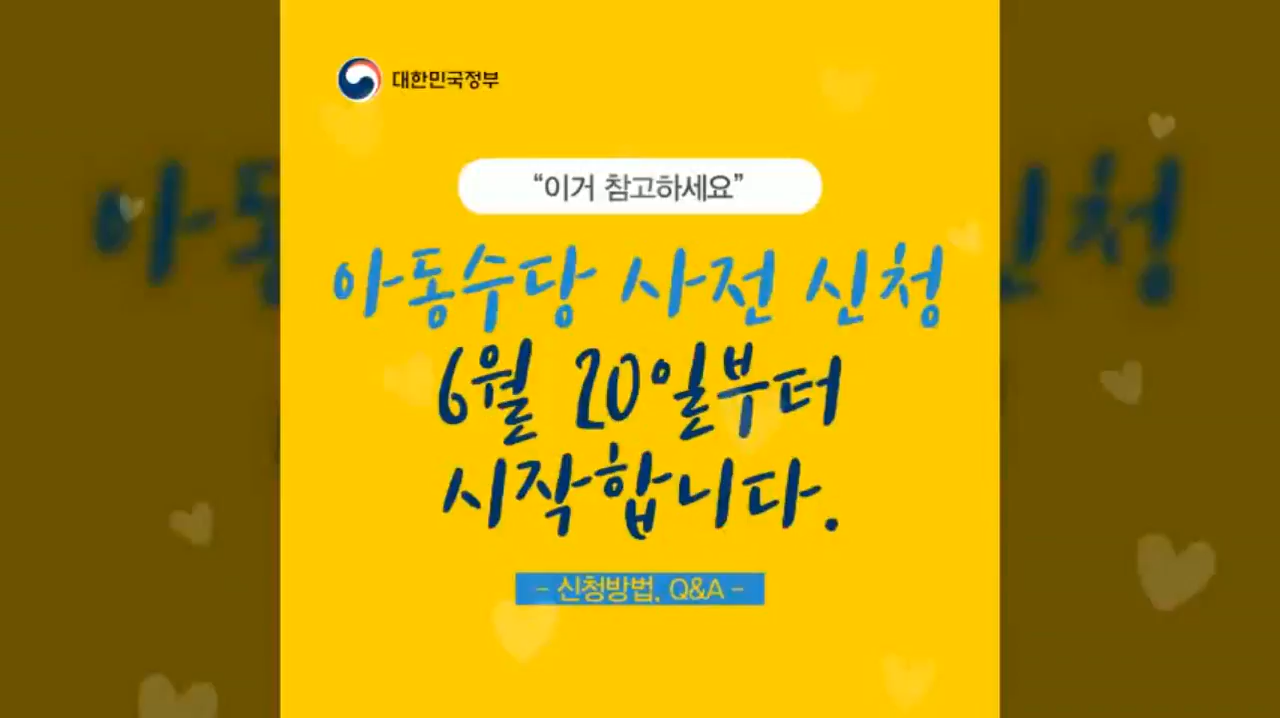 대한민국정부
“이거 참고하세요”
아동수당 사전 신청
6월 20일부터
시작합니다.
- 신청방법, Q&A -